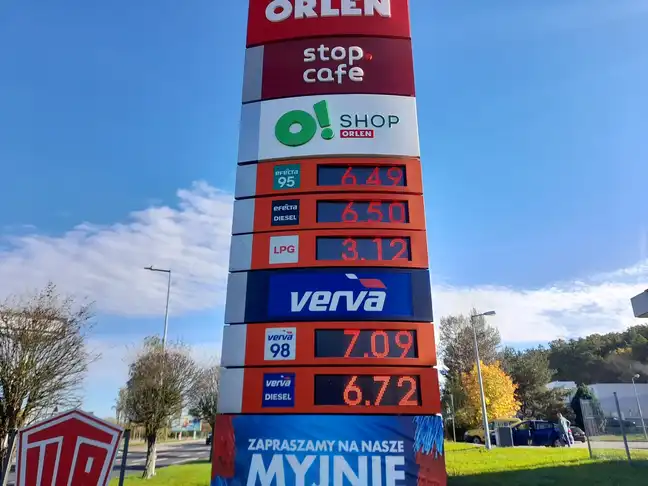 ORLEN
stop.
cafe
O! SHOP
ORLEN
efecta 95 6.49
efecta DIESEL 6.50
LPG 3.12
verva
verva 98 7.09
verva DIESEL 6.72
ZAPRASZAMY NA NASZE
MYJNIE